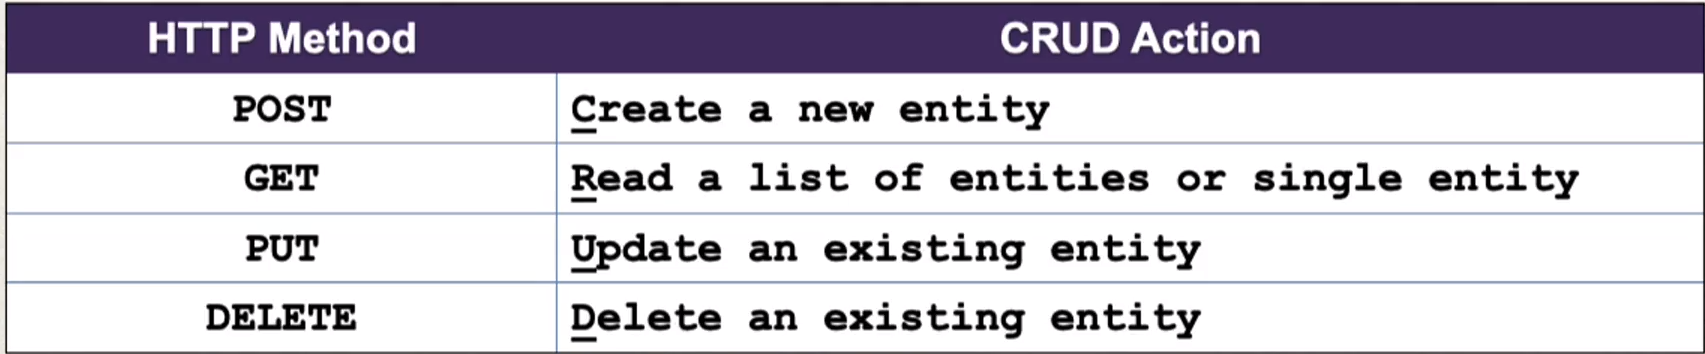 HTTP Method CRUD Action
POST Create a new entity
GET Read a list of entities or single entity
PUT Update an existing entity
DELETE Delete an existing entity